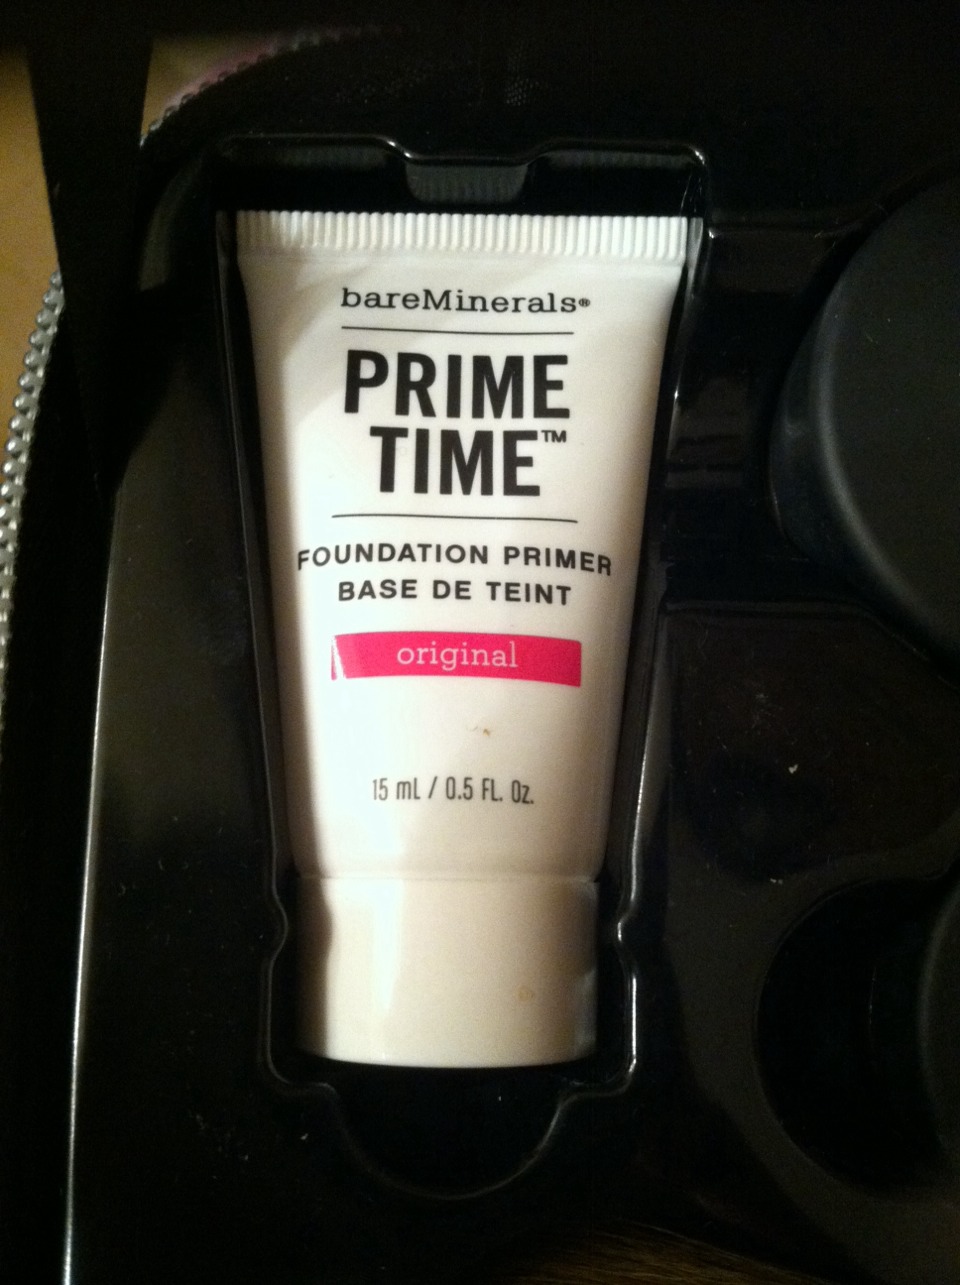 bareMinerals®
PRIME
TIME™
FOUNDATION PRIMER
BASE DE TEINT
original
15 mL / 0.5 FL. Oz.